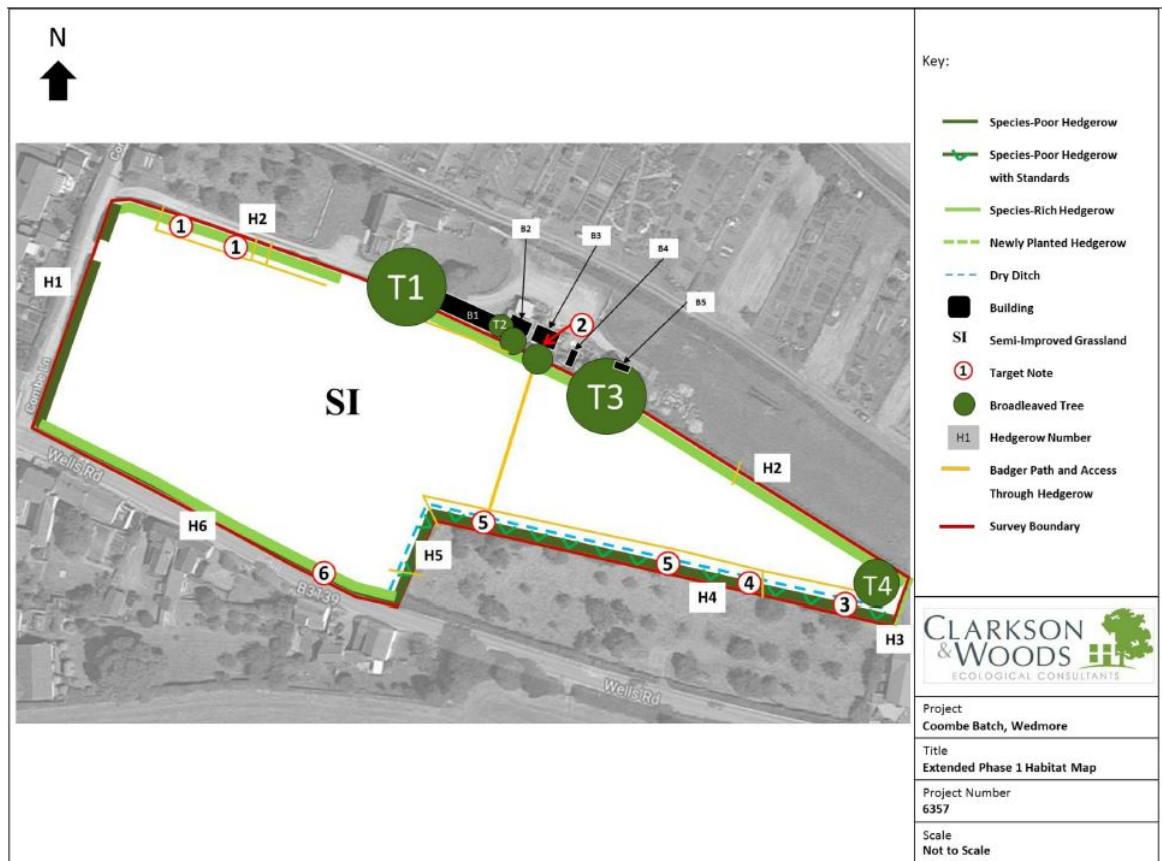 N
H2
1
1
H1
T1
B1
T2
B2
B3
B4
B5
2
T3
SI
Combe Ln
H2
Wells Rd
H6
B3139
6
H5
5
5
H4
4
3
T4
H3
Wells Rd
Key:
Species-Poor Hedgerow
Species-Poor Hedgerow
with Standards
Species-Rich Hedgerow
Newly Planted Hedgerow
Dry Ditch
Building
SI Semi-Improved Grassland
1 Target Note
Broadleaved Tree
H1 Hedgerow Number
Badger Path and Access
Through Hedgerow
Survey Boundary
CLARKSON
& WOODS
ECOLOGICAL CONSULTANTS
Project
Coombe Batch, Wedmore
Title
Extended Phase 1 Habitat Map
Project Number
6357
Scale
Not to Scale